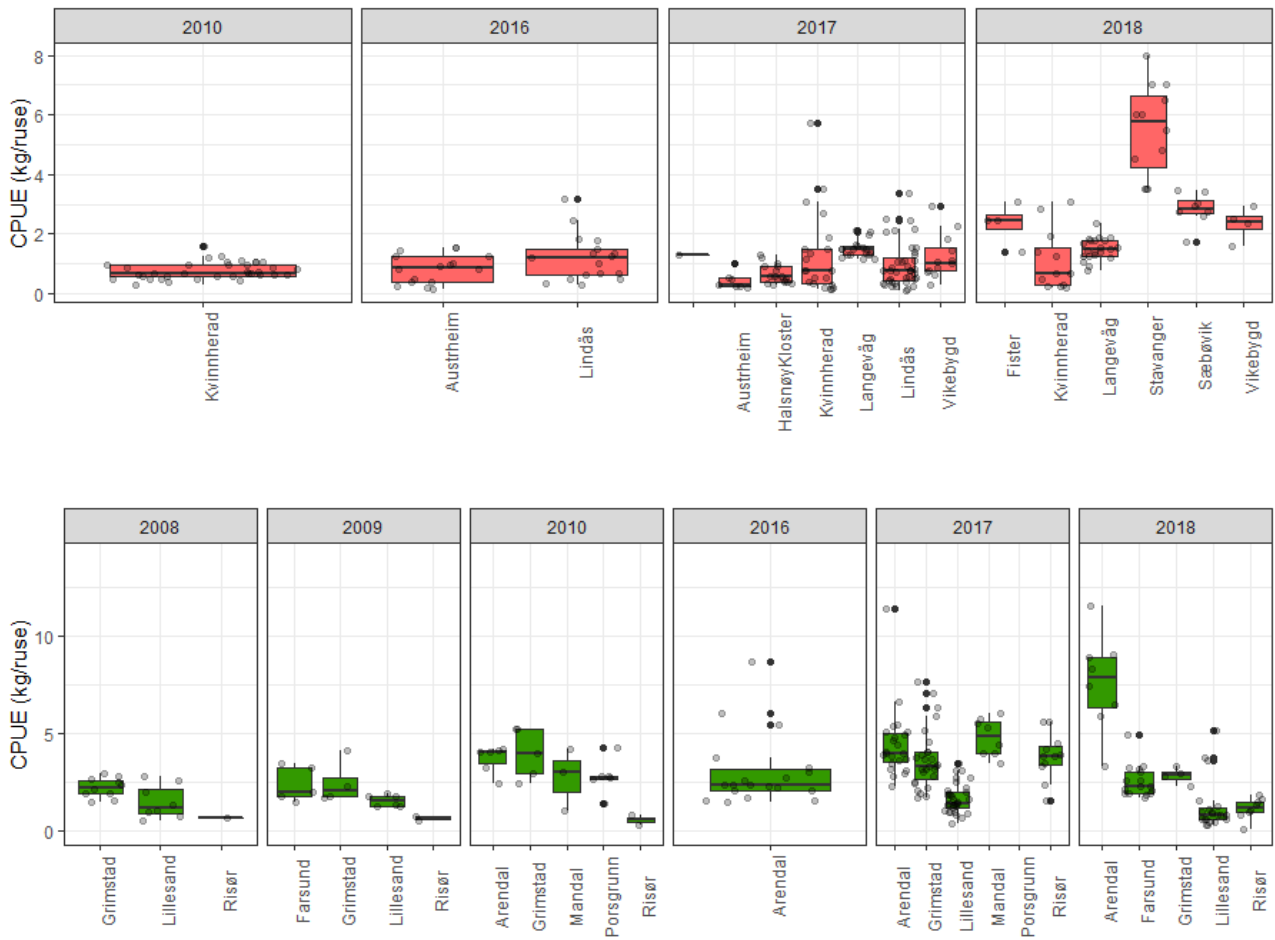 2010 2016 2017 2018
CPUE (kg/ruse)
8
6
4
2
0
Kvinnherad Austrheim Lindås Austrheim HalsnøyKloster Kvinnherad Langevåg Lindås Vikebygd Fister Kvinnherad Langevåg Stavanger Sæbøvik Vikebygd
2008 2009 2010 2016 2017 2018
CPUE (kg/ruse)
10
5
0
Grimstad Lillesand Risør Farsund Grimstad Lillesand Risør Arendal Grimstad Mandal Porsgrunn Risør Arendal Arendal Grimstad Lillesand Mandal Porsgrunn Risør Arendal Farsund Grimstad Lillesand Risør